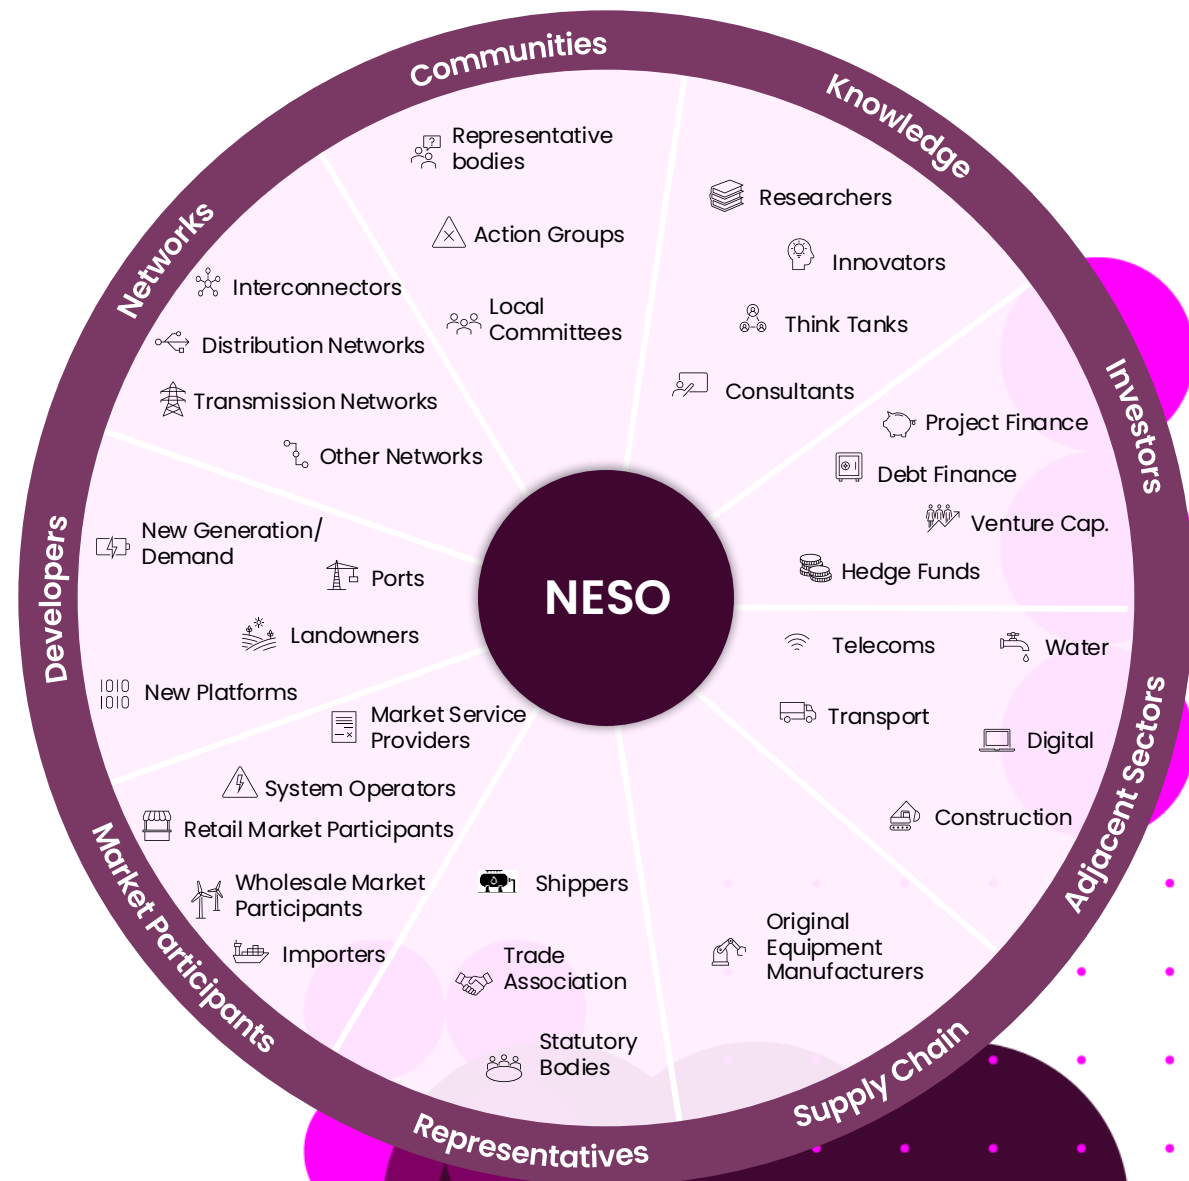 Communities
Representative
bodies
Action Groups
Local
Committees
Knowledge
Researchers
Innovators
Think Tanks
Consultants
Investors
Project Finance
Debt Finance
Venture Cap.
Hedge Funds
Adjacent Sectors
Telecoms
Water
Transport
Digital
Construction
Supply Chain
Original
Equipment
Manufacturers
Representatives
Shippers
Trade
Association
Statutory
Bodies
Market Participants
Market Service
Providers
System Operators
Retail Market Participants
Wholesale Market
Participants
Importers
Developers
New Generation/
Demand
Ports
Landowners
New Platforms
1010
1010
Networks
Interconnectors
Distribution Networks
Transmission Networks
Other Networks
NESO
?